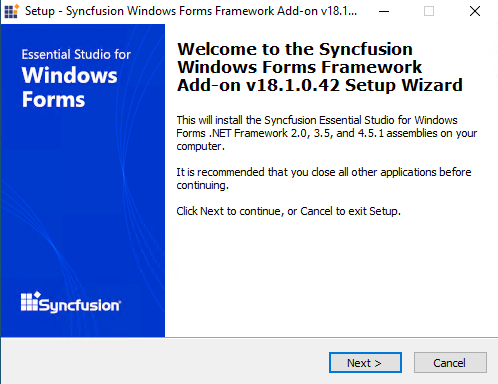 Setup - Syncfusion Windows Forms Framework Add-on v18.1...
Essential Studio for
Windows
Forms
Welcome to the Syncfusion
Windows Forms Framework
Add-on v18.1.0.42 Setup Wizard
This will install the Syncfusion Essential Studio for Windows
Forms .NET Framework 2.0, 3.5, and 4.5.1 assemblies on your
computer.
It is recommended that you close all other applications before
continuing.
Click Next to continue, or Cancel to exit Setup.
Syncfusion®
Next >
Cancel